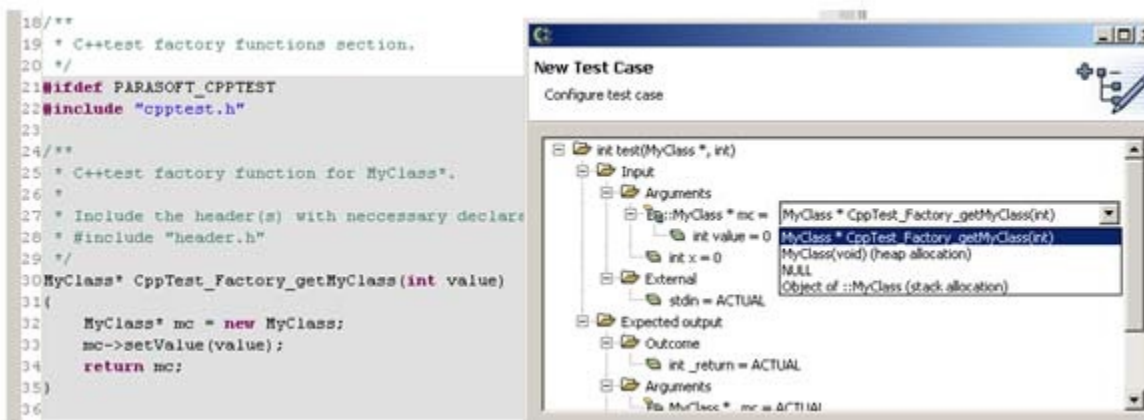 18/**
19 * C++test factory functions section.
20 */
21#ifdef PARASOFT_CPPTEST
22#include "cpptest.h"
23
24/**
25 * C++test factory function for MyClass*.
26 *
27 * Include the header(s) with neccessary declare
28 * #include "header.h"
29 */
30MyClass* CppTest_Factory_getMyClass(int value)
31{
32 MyClass* mc = new MyClass;
33 mc->setValue(value);
34 return mc;
35}
36
New Test Case
Configure test case
int test(MyClass *, int)
Input
Arguments
::MyClass * mc = MyClass * CppTest_Factory_getMyClass(int)
int value = 0
MyClass * CppTest_Factory_getMyClass(int)
MyClass(void) (heap allocation)
NULL
Object of ::MyClass (stack allocation)
int x = 0
External
stdin = ACTUAL
Expected output
Outcome
int _return = ACTUAL
Arguments
MyClass * mc = ACTUAL